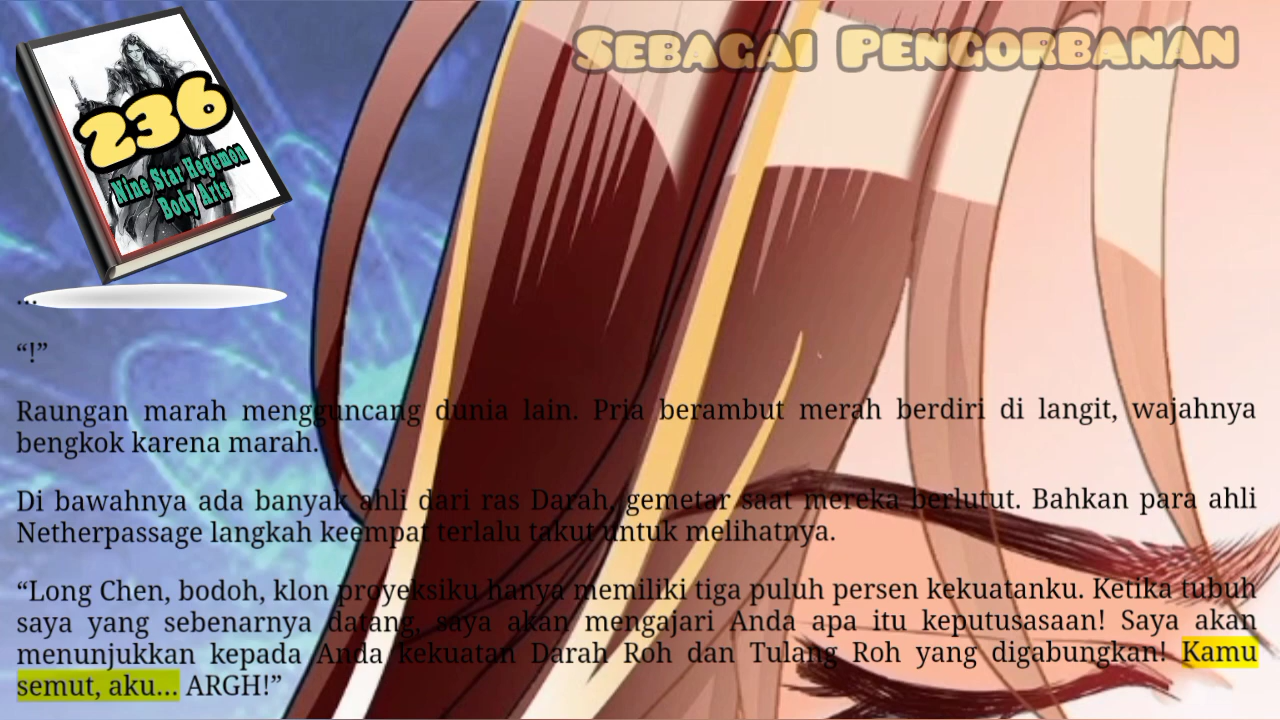 Sebagai Pengorbanan
236
Nine Star Hegemon
Body Arts
...
“!”
Raungan marah mengguncang dunia lain. Pria berambut merah berdiri di langit, wajahnya
bengkok karena marah.
Di bawahnya ada banyak ahli dari ras Darah, gemetar saat mereka berlutut. Bahkan para ahli
Netherpassage langkah keempat terlalu takut untuk melihatnya.
“Long Chen, bodoh, klon proyeksiku hanya memiliki tiga puluh persen kekuatanku. Ketika tubuh
saya yang sebenarnya datang, saya akan mengajari Anda apa itu keputusasaan! Saya akan
menunjukkan kepada Anda kekuatan Darah Roh dan Tulang Roh yang digabungkan! Kamu
semut, aku... ARGH!”